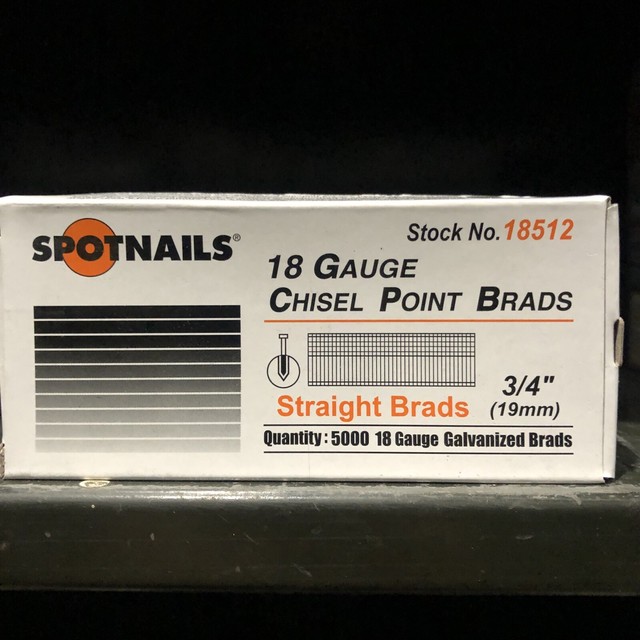 SPOTNAILS®
Stock No. 18512
18 GAUGE
CHISEL POINT BRADS
Straight Brads
3/4"
(19mm)
Quantity: 5000 18 Gauge Galvanized Brads